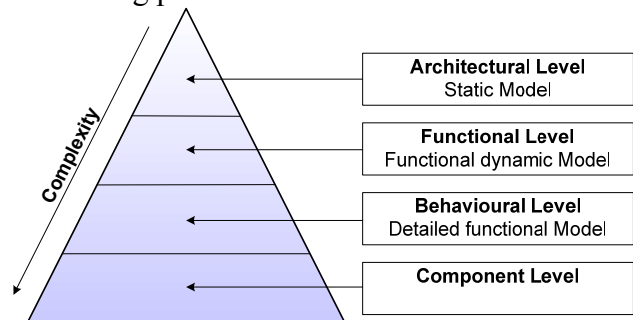 Architectural Level
Static Model
Functional Level
Functional dynamic Model
Complexity
Behavioural Level
Detailed functional Model
Component Level